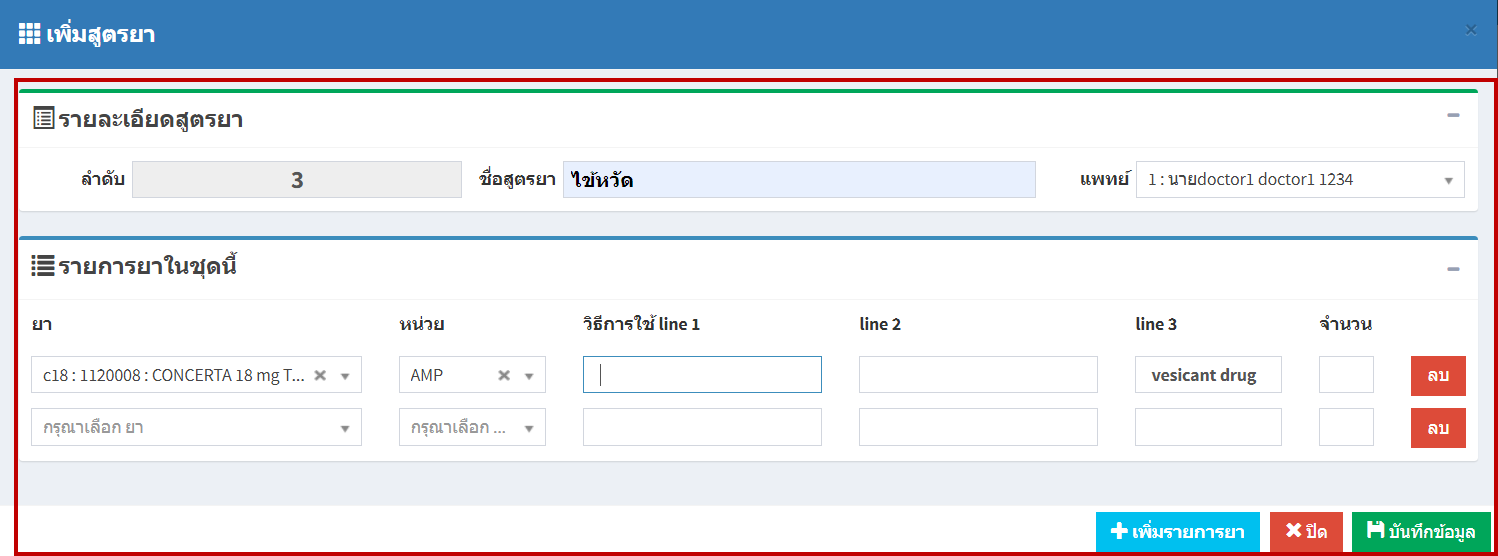 เพิ่มสูตรยา
รายละเอียดสูตรยา
ลำดับ 3 ชื่อสูตรยา ไข้หวัด แพทย์ 1 : นายdoctor1 doctor1 1234
รายการยาในชุดนี้
ยา หน่วย วิธีการใช้ line 1 line 2 line 3 จำนวน
c18 : 1120008 : CONCERTA 18 mg T... AMP vesicant drug ลบ
กรุณาเลือก ยา กรุณาเลือก ... ลบ
เพิ่มรายการยา ปิด บันทึกข้อมูล